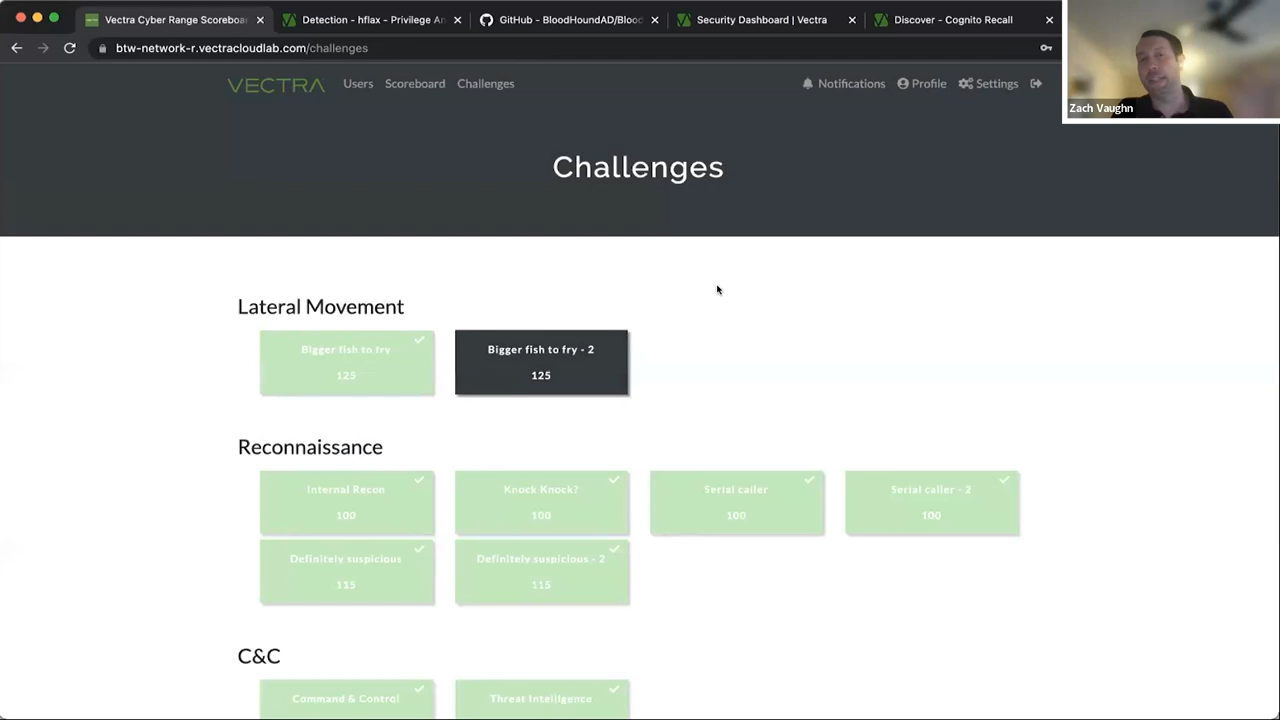 Vectra Cyber Range Scoreboar
Detection - hflax - Privilege An
GitHub - BloodHoundAD/Blood
Security Dashboard | Vectra
Discover - Cognito Recall
btw-network-r.vectracloudlab.com/challenges
Zach Vaughn
VECTRA
Users
Scoreboard
Challenges
Notifications
Profile
Settings
Challenges
Lateral Movement
Bigger fish to fry
125
Bigger fish to fry - 2
125
Reconnaissance
Internal Recon
100
Knock Knock?
100
Serial caller
100
Serial caller - 2
100
Definitely suspicious
115
Definitely suspicious - 2
115
C&C
Command & Control
Threat Intelligence